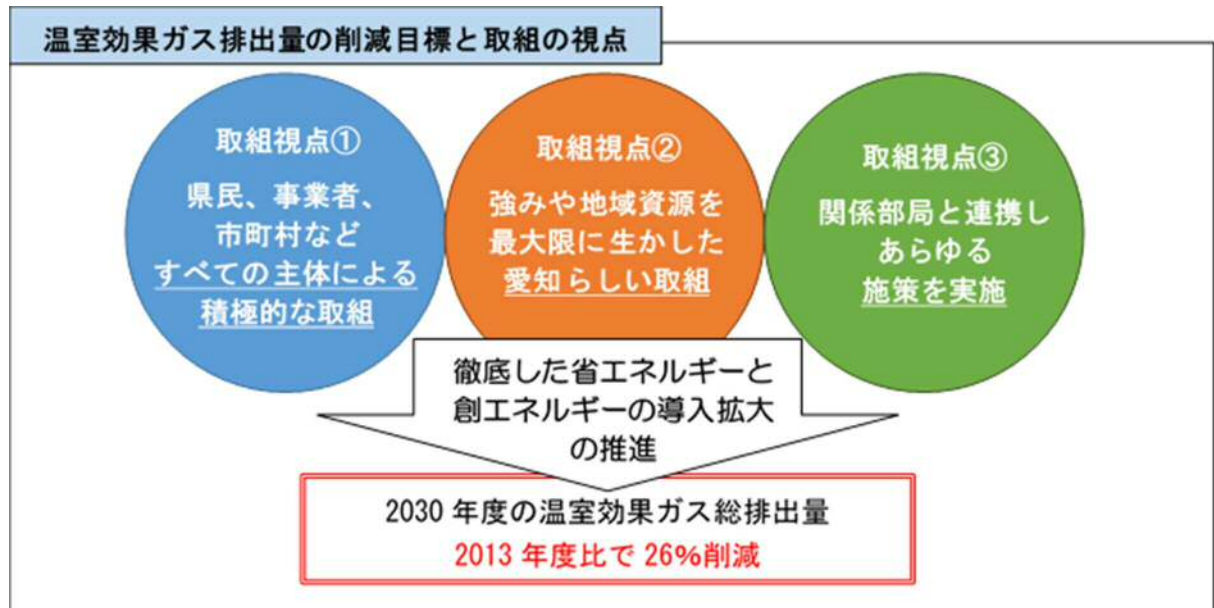 温室効果ガス排出量の削減目標と取組の視点
取組視点①
県民、事業者、
市町村など
すべての主体による
積極的な取組
取組視点②
強みや地域資源を
最大限に生かした
愛知らしい取組
取組視点③
関係部局と連携し
あらゆる
施策を実施
徹底した省エネルギーと
創エネルギーの導入拡大
の推進
2030 年度の温室効果ガス総排出量
2013 年度比で 26%削減